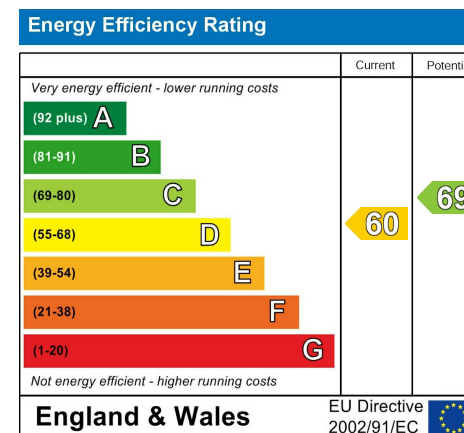 Energy Efficiency Rating
Current Potenti
Very energy efficient - lower running costs
(92 plus) A
(81-91) B
(69-80) C
69
(55-68) D
60
(39-54) E
(21-38) F
(1-20) G
Not energy efficient - higher running costs
England & Wales
EU Directive
2002/91/EC